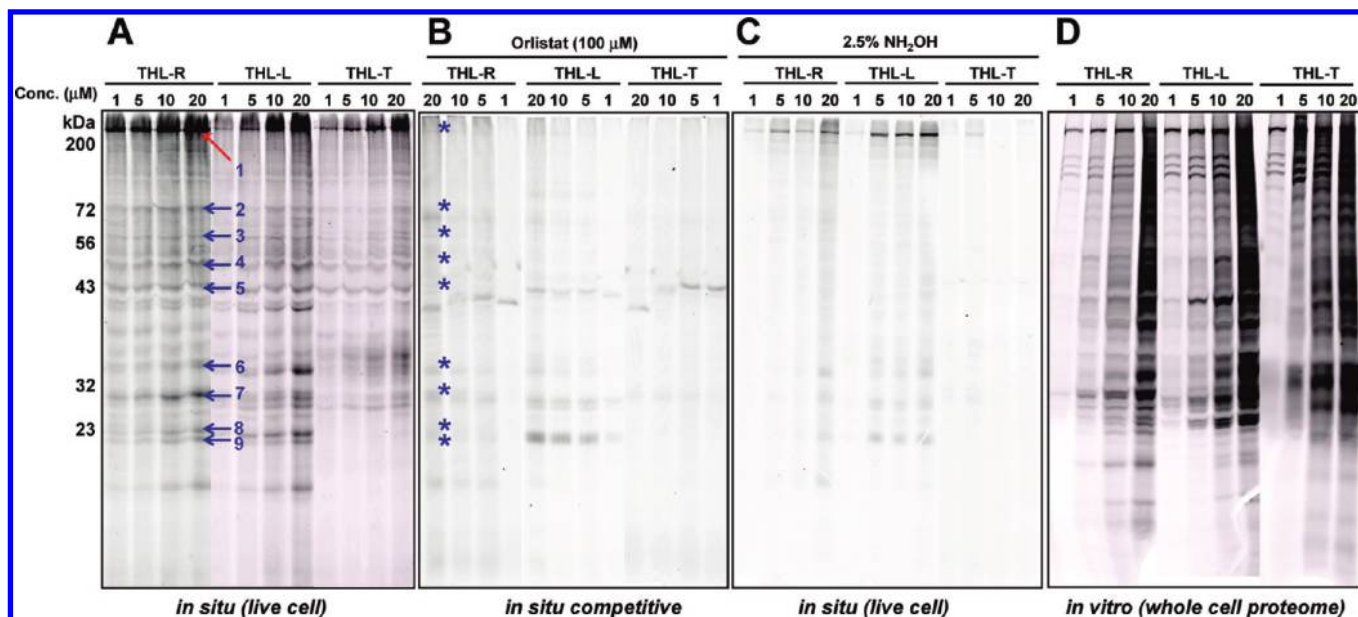 A B C D
Orlistat (100 μM) 2.5% NH₂OH
THL-R THL-L THL-T THL-R THL-L THL-T THL-R THL-L THL-T THL-R THL-L THL-T
Conc. (μM) 1 5 10 20 1 5 10 20 1 5 10 20 20 10 5 1 20 10 5 1 20 10 5 1 1 5 10 20 1 5 10 20 1 5 10 20 1 5 10 20 1 5 10 20 1 5 10 20
kDa *
200
1
72 2 *
3 *
56
4 *
43 5 *
6 *
32 7 *
23 8 *
9 *
in situ (live cell) in situ competitive in situ (live cell) in vitro (whole cell proteome)